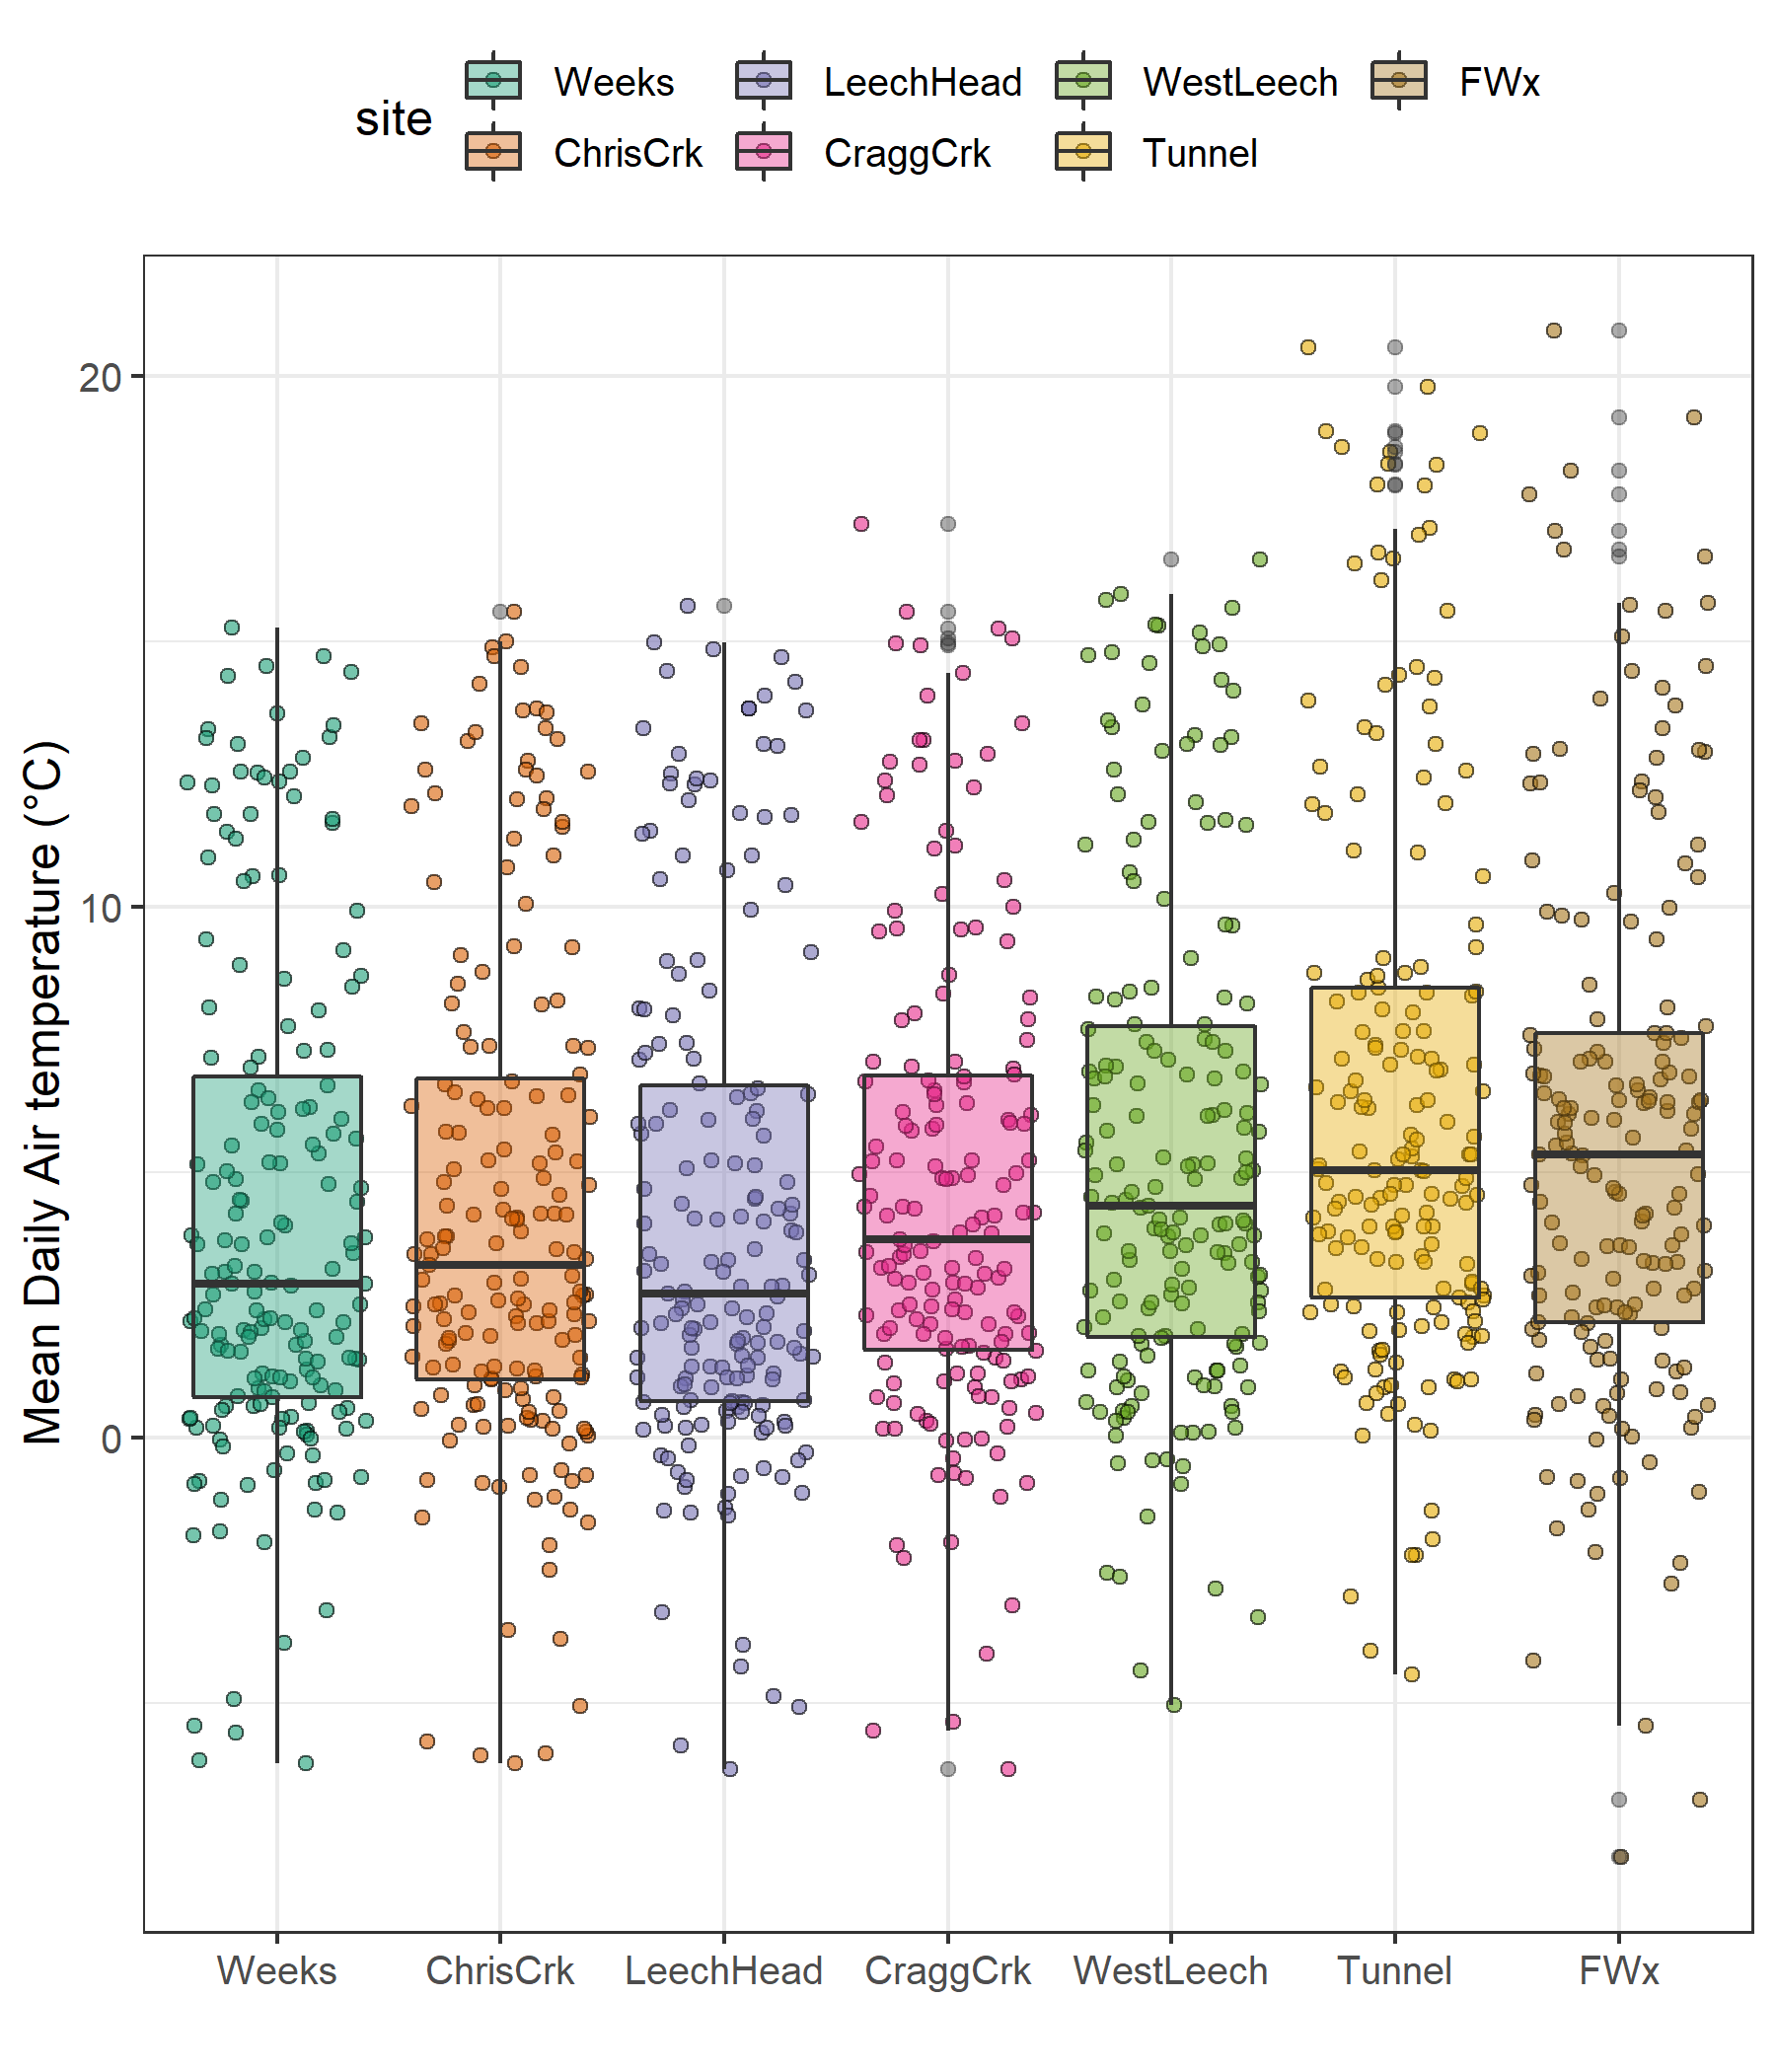 site
Weeks LeechHead WestLeech FWx
ChrisCrk CraggCrk Tunnel
Mean Daily Air temperature (°C)
20
10
0
Weeks ChrisCrk LeechHead CraggCrk WestLeech Tunnel FWx